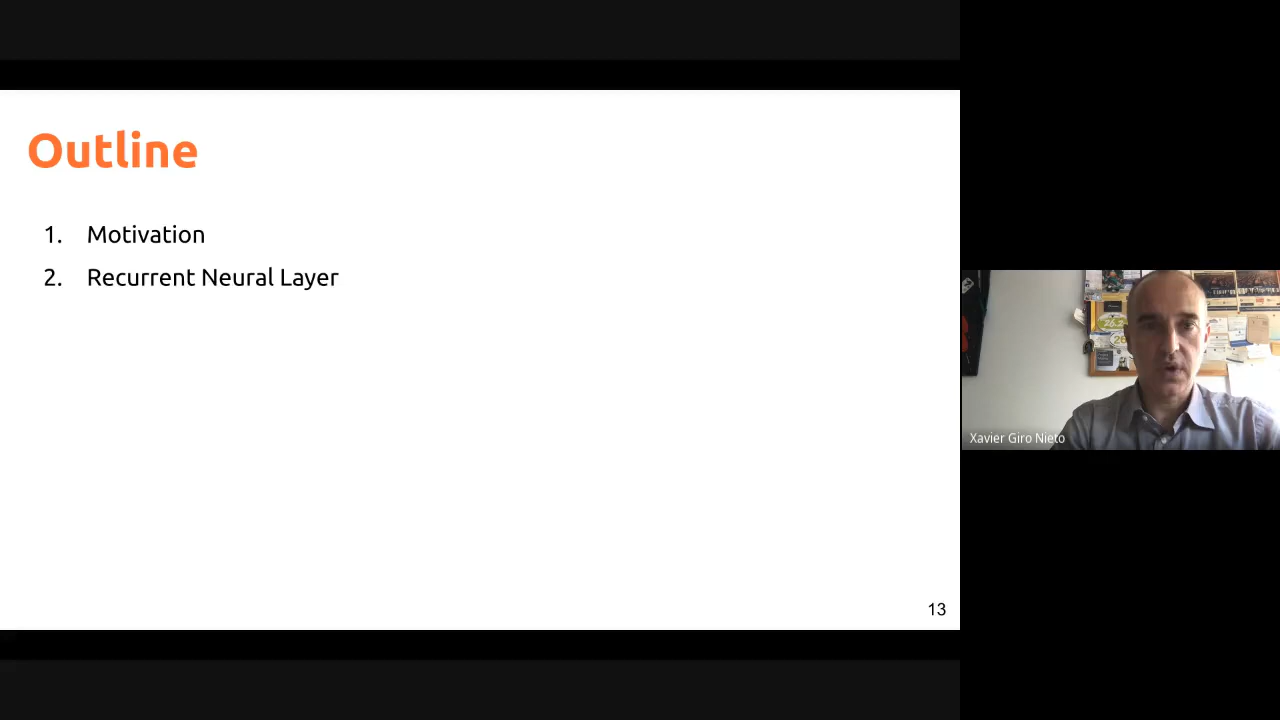 Outline
1. Motivation
2. Recurrent Neural Layer
13
Xavier Giro Nieto